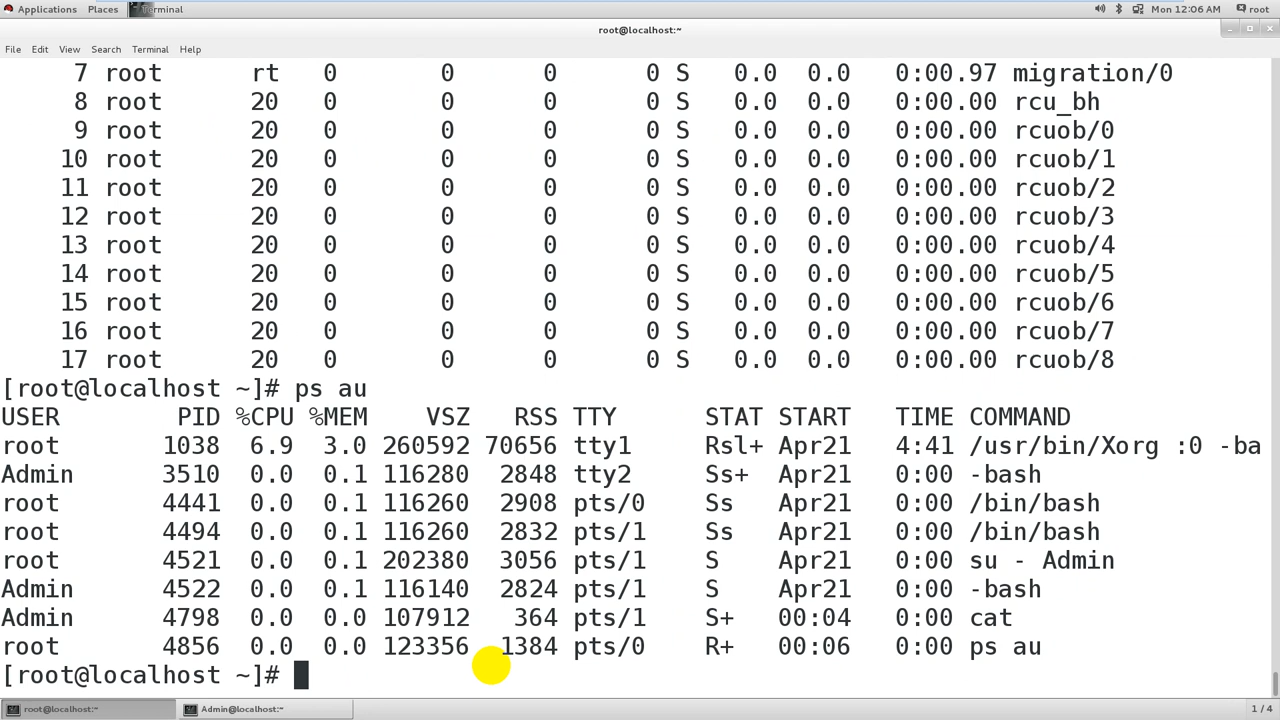 Applications Places Terminal Mon 12:06 AM root
root@localhost:~
File Edit View Search Terminal Help
7 root rt 0 0 0 0 S 0.0 0.0 0:00.97 migration/0
8 root 20 0 0 0 0 S 0.0 0.0 0:00.00 rcu_bh
9 root 20 0 0 0 0 S 0.0 0.0 0:00.00 rcuob/0
10 root 20 0 0 0 0 S 0.0 0.0 0:00.00 rcuob/1
11 root 20 0 0 0 0 S 0.0 0.0 0:00.00 rcuob/2
12 root 20 0 0 0 0 S 0.0 0.0 0:00.00 rcuob/3
13 root 20 0 0 0 0 S 0.0 0.0 0:00.00 rcuob/4
14 root 20 0 0 0 0 S 0.0 0.0 0:00.00 rcuob/5
15 root 20 0 0 0 0 S 0.0 0.0 0:00.00 rcuob/6
16 root 20 0 0 0 0 S 0.0 0.0 0:00.00 rcuob/7
17 root 20 0 0 0 0 S 0.0 0.0 0:00.00 rcuob/8
[root@localhost ~]# ps au
USER PID %CPU %MEM VSZ RSS TTY STAT START TIME COMMAND
root 1038 6.9 3.0 260592 70656 tty1 Rsl+ Apr21 4:41 /usr/bin/Xorg :0 -ba
Admin 3510 0.0 0.1 116280 2848 tty2 Ss+ Apr21 0:00 -bash
root 4441 0.0 0.1 116260 2908 pts/0 Ss Apr21 0:00 /bin/bash
root 4494 0.0 0.1 116260 2832 pts/1 Ss Apr21 0:00 /bin/bash
root 4521 0.0 0.1 202380 3056 pts/1 S Apr21 0:00 su - Admin
Admin 4522 0.0 0.1 116140 2824 pts/1 S Apr21 0:00 -bash
Admin 4798 0.0 0.0 107912 364 pts/1 S+ 00:04 0:00 cat
root 4856 0.0 0.0 123356 1384 pts/0 R+ 00:06 0:00 ps au
[root@localhost ~]#
root@localhost:~ Admin@localhost:~ 1 / 4